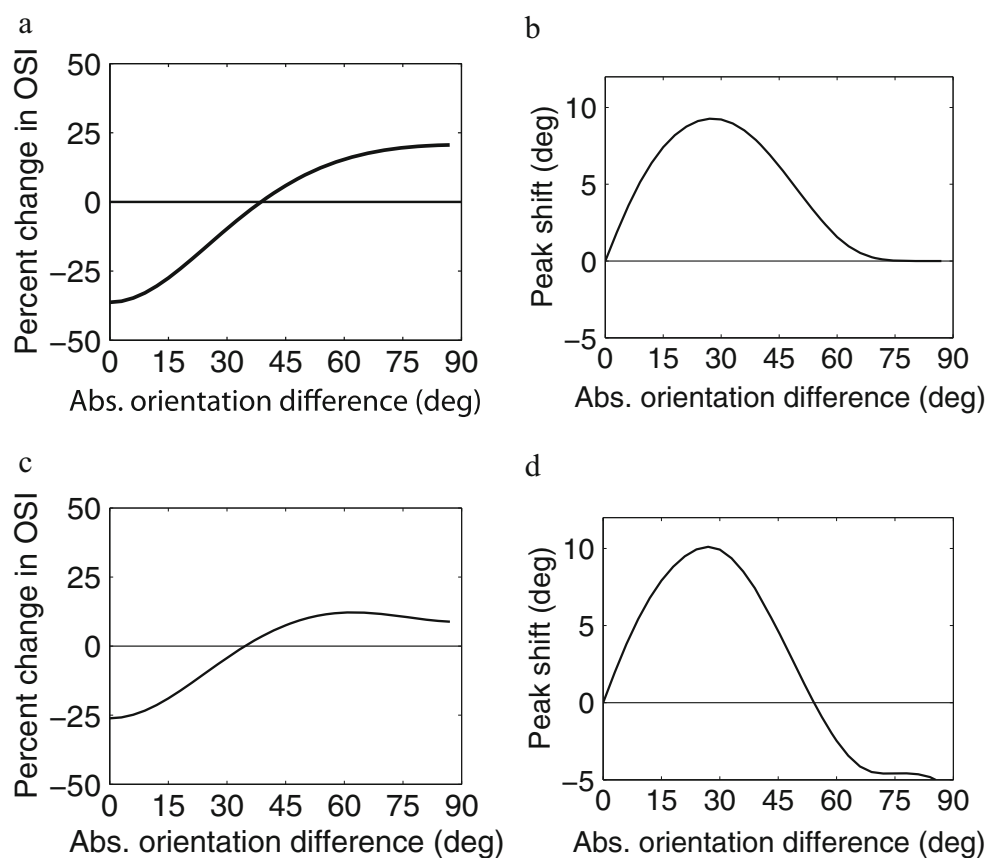 a
Percent change in OSI
50
25
0
−25
−50
0 15 30 45 60 75 90
Abs. orientation difference (deg)
b
Peak shift (deg)
10
5
0
−5
0 15 30 45 60 75 90
Abs. orientation difference (deg)
c
Percent change in OSI
50
25
0
−25
−50
0 15 30 45 60 75 90
Abs. orientation difference (deg)
d
Peak shift (deg)
10
5
0
−5
0 15 30 45 60 75 90
Abs. orientation difference (deg)